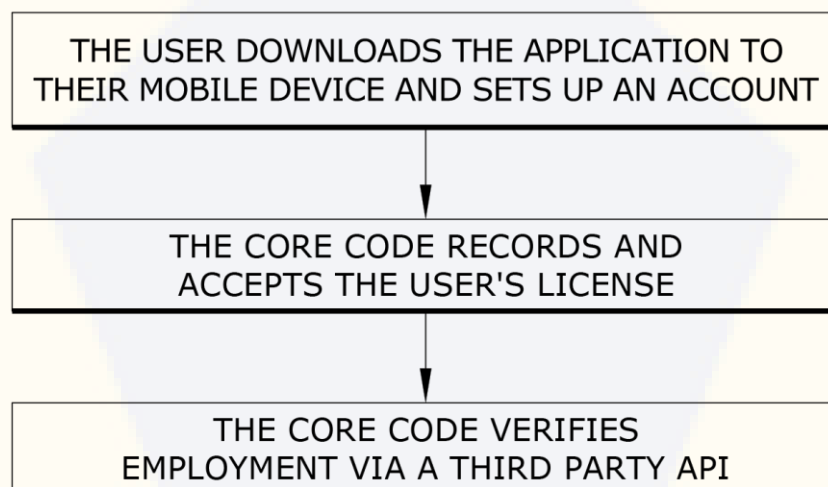 THE USER DOWNLOADS THE APPLICATION TO
THEIR MOBILE DEVICE AND SETS UP AN ACCOUNT
THE CORE CODE RECORDS AND
ACCEPTS THE USER'S LICENSE
THE CORE CODE VERIFIES
EMPLOYMENT VIA A THIRD PARTY API